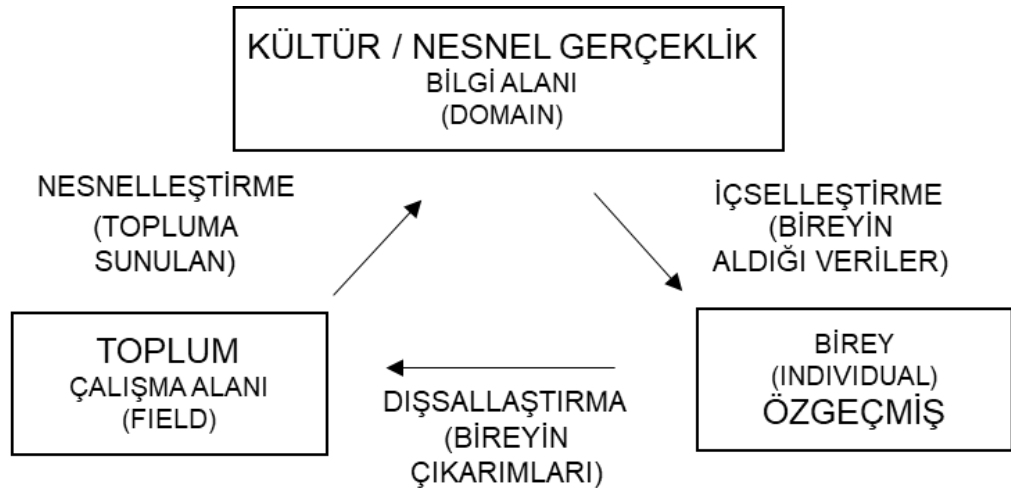 KÜLTÜR / NESNEL GERÇEKLİK
BİLGİ ALANI
(DOMAIN)
NESNELLEŞTİRME
(TOPLUMA
SUNULAN)
İÇSELLEŞTİRME
(BİREYİN
ALDIĞI VERİLER)
TOPLUM
ÇALIŞMA ALANI
(FIELD)
DIŞSALLAŞTIRMA
(BİREYİN
ÇIKARIMLARI)
BİREY
(INDIVIDUAL)
ÖZGEÇMİŞ